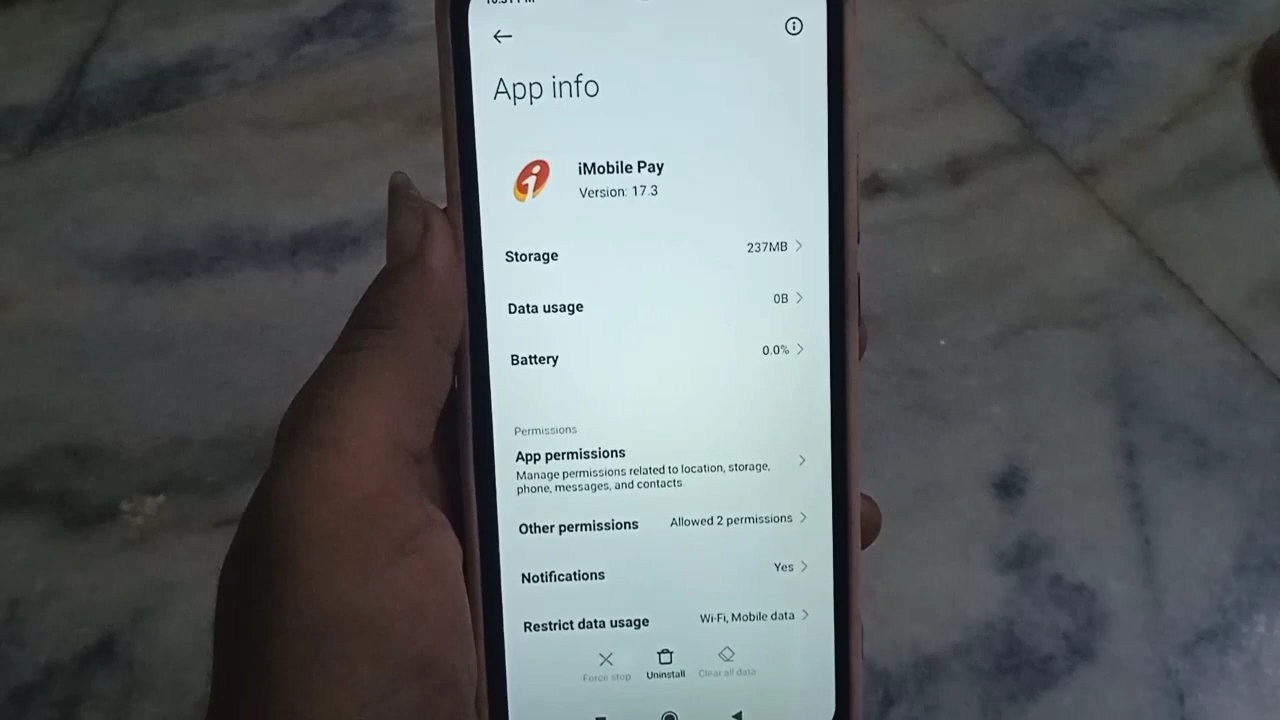 App info
iMobile Pay
Version: 17.3
Storage 237MB
Data usage 0B
Battery 0.0%
Permissions
App permissions
Manage permissions related to location, storage,
phone, messages, and contacts
Other permissions Allowed 2 permissions
Notifications Yes
Restrict data usage Wi-Fi, Mobile data
Force stop Uninstall Clear all data